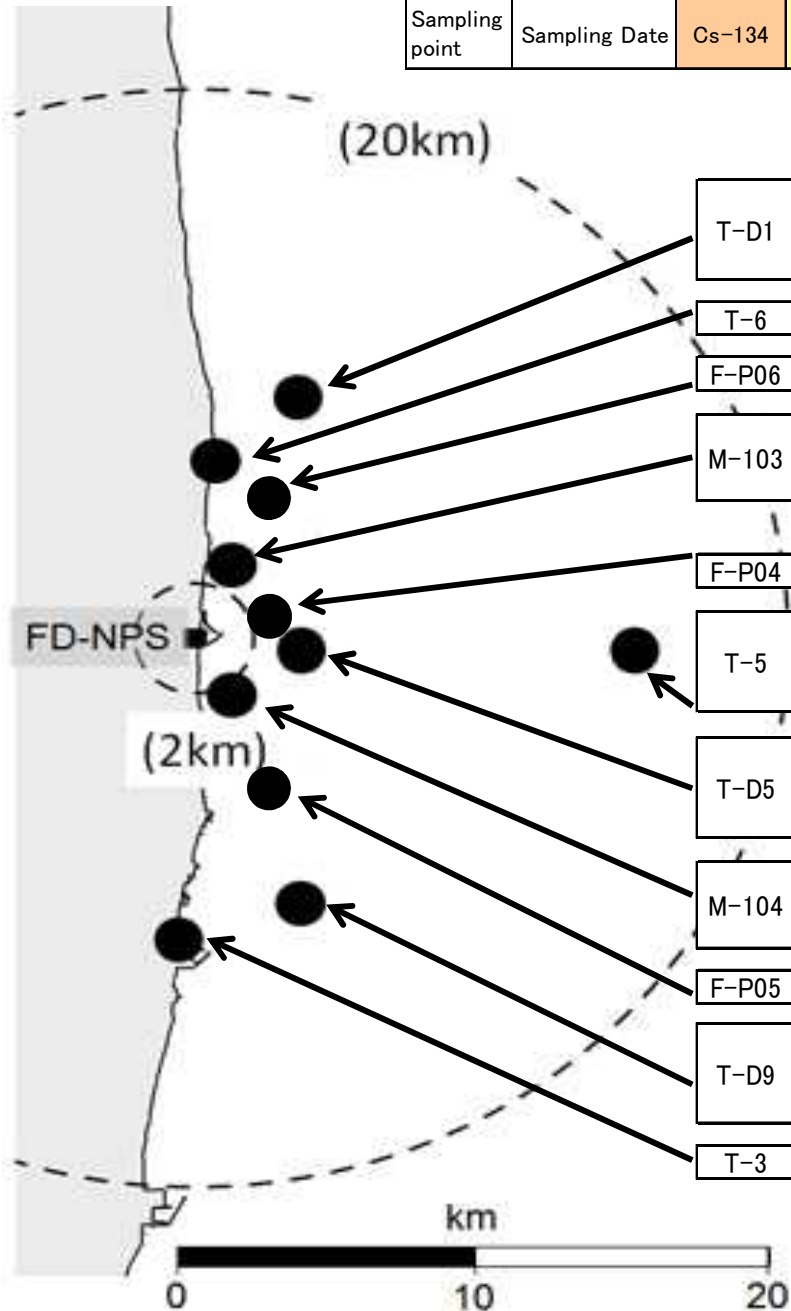 Sampling
point
Sampling Date
Cs-134
(20km)
T-D1
T-6
F-P06
M-103
F-P04
FD-NPS
T-5
(2km)
T-D5
M-104
F-P05
T-D9
T-3
km
0
10
20